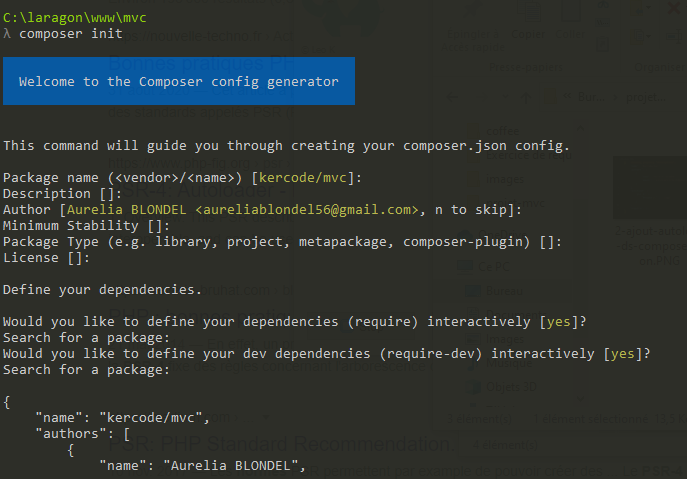 C:\laragon\www\mvc
λ composer init
Welcome to the Composer config generator
This command will guide you through creating your composer.json config.
Package name (<vendor>/<name>) [kercode/mvc]:
Description []:
Author [Aurelia BLONDEL <aureliablondel56@gmail.com>, n to skip]:
Minimum Stability []:
Package Type (e.g. library, project, metapackage, composer-plugin) []:
License []:
Define your dependencies.
Would you like to define your dependencies (require) interactively [yes]?
Search for a package:
Would you like to define your dev dependencies (require-dev) interactively [yes]?
Search for a package:
{
"name": "kercode/mvc",
"authors": [
{
"name": "Aurelia BLONDEL",